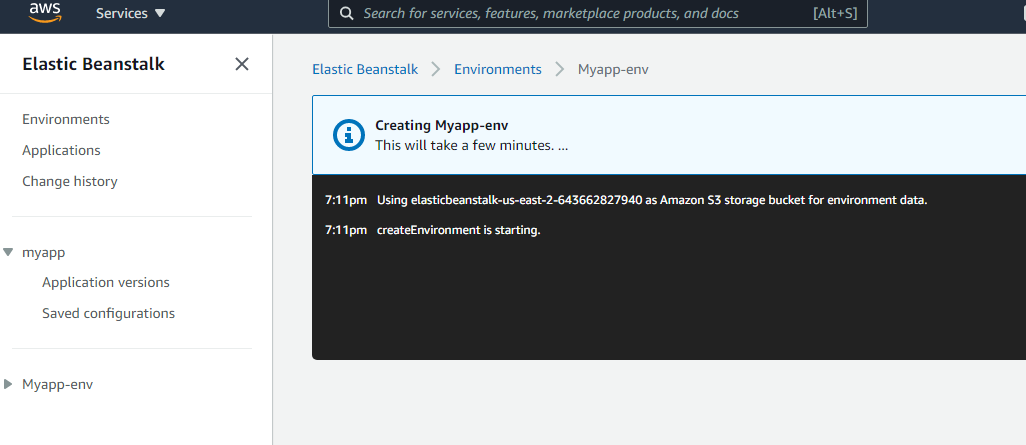 aws
Services
Search for services, features, marketplace products, and docs
[Alt+S]
Elastic Beanstalk
Environments
Applications
Change history
myapp
Application versions
Saved configurations
Myapp-env
Elastic Beanstalk
Environments
Myapp-env
Creating Myapp-env
This will take a few minutes. ...
7:11pm Using elasticbeanstalk-us-east-2-643662827940 as Amazon S3 storage bucket for environment data.
7:11pm createEnvironment is starting.